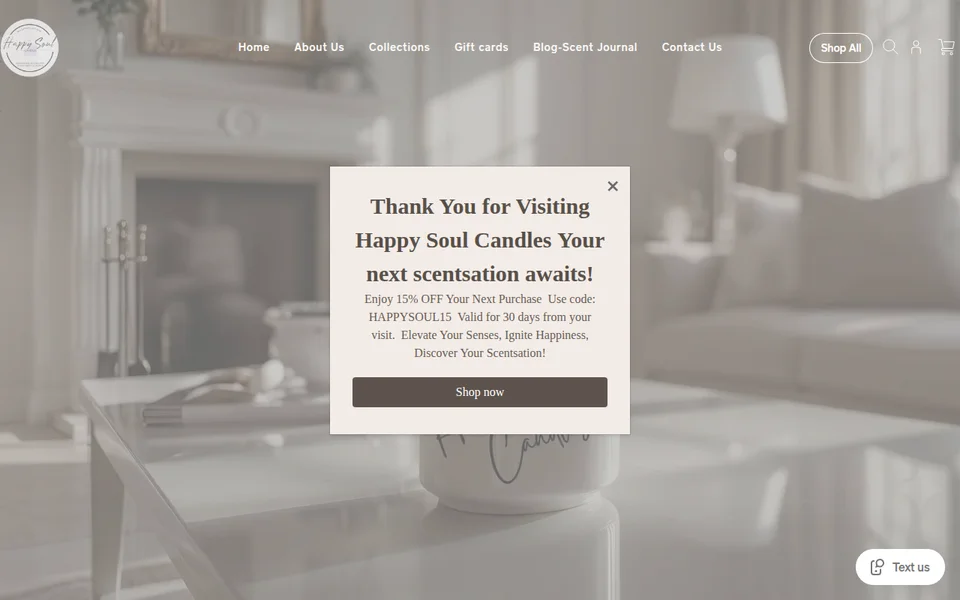 Happy Soul
Home
About Us
Collections
Gift cards
Blog-Scent Journal
Contact Us
Shop All
Thank You for Visiting
Happy Soul Candles Your
next scentsation awaits!
Enjoy 15% OFF Your Next Purchase Use code:
HAPPYSOUL15 Valid for 30 days from your
visit. Elevate Your Senses, Ignite Happiness,
Discover Your Scentsation!
Shop now
Text us